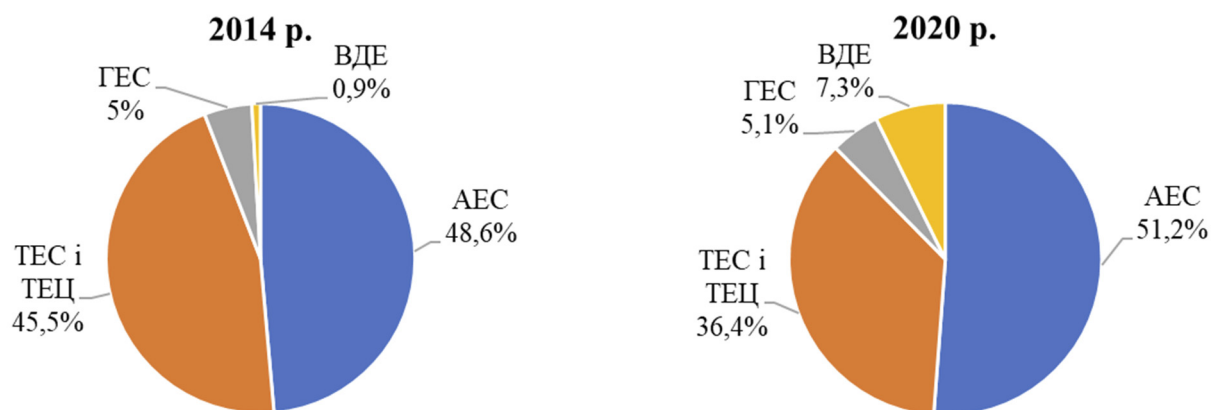 2014 р.
ГЕС
5%
ВДЕ
0,9%
АЕС
48,6%
ТЕС і
ТЕЦ
45,5%
2020 р.
ГЕС
5,1%
ВДЕ
7,3%
АЕС
51,2%
ТЕС і
ТЕЦ
36,4%